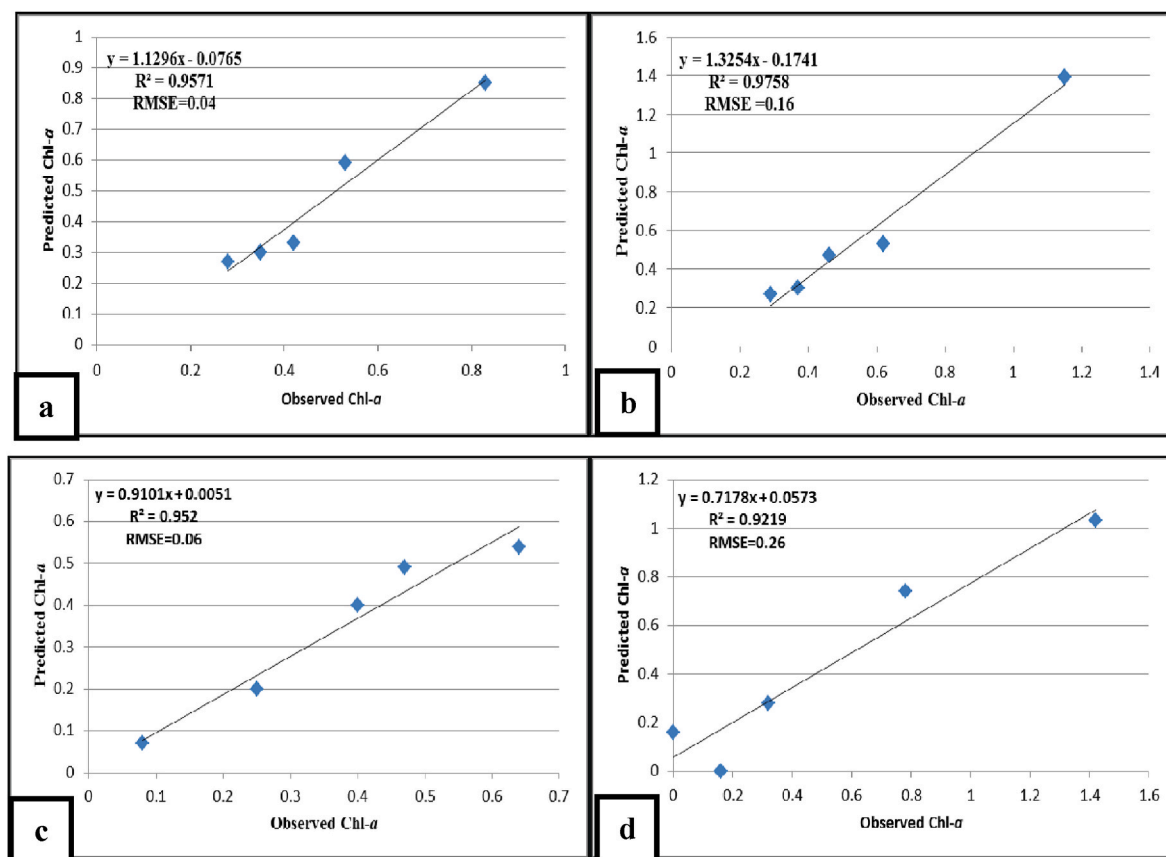 y = 1.1296x - 0.0765
R² = 0.9571
RMSE=0.04
1
0.9
0.8
0.7
0.6
0.5
0.4
0.3
0.2
0.1
0
Predicted Chl-a
0 0.2 0.4 0.6 0.8 1
Observed Chl-a
a
y = 1.3254x - 0.1741
R² = 0.9758
RMSE =0.16
1.6
1.4
1.2
1
0.8
0.6
0.4
0.2
0
Predicted Chl-a
0 0.2 0.4 0.6 0.8 1 1.2 1.4
Observed Chl-a
b
y = 0.9101x + 0.0051
R² = 0.952
RMSE=0.06
0.7
0.6
0.5
0.4
0.3
0.2
0.1
0
Predicted Chl-a
0 0.1 0.2 0.3 0.4 0.5 0.6 0.7
Observed Chl-a
c
y = 0.7178x + 0.0573
R² = 0.9219
RMSE=0.26
1.2
1
0.8
0.6
0.4
0.2
0
Predicted Chl-a
0 0.2 0.4 0.6 0.8 1 1.2 1.4 1.6
Observed Chl-a
d